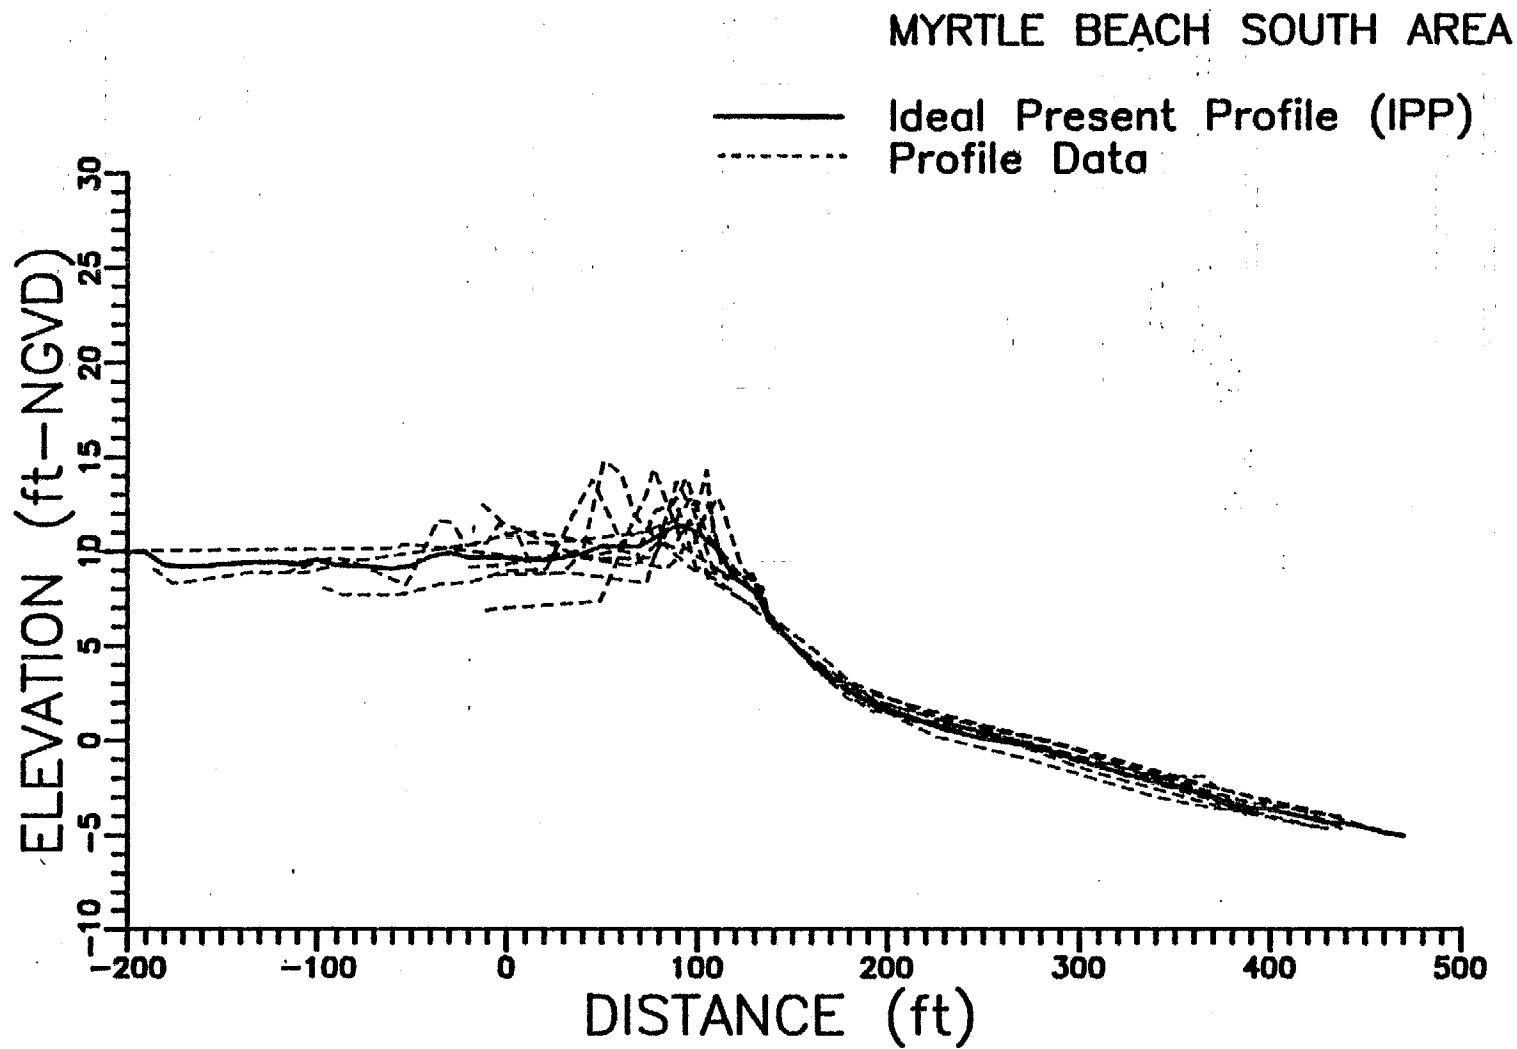 MYRTLE BEACH SOUTH AREA
Ideal Present Profile (IPP)
Profile Data
ELEVATION (ft-NGVD)
30
25
20
15
10
5
0
-5
-10
-200 -100 0 100 200 300 400 500
DISTANCE (ft)